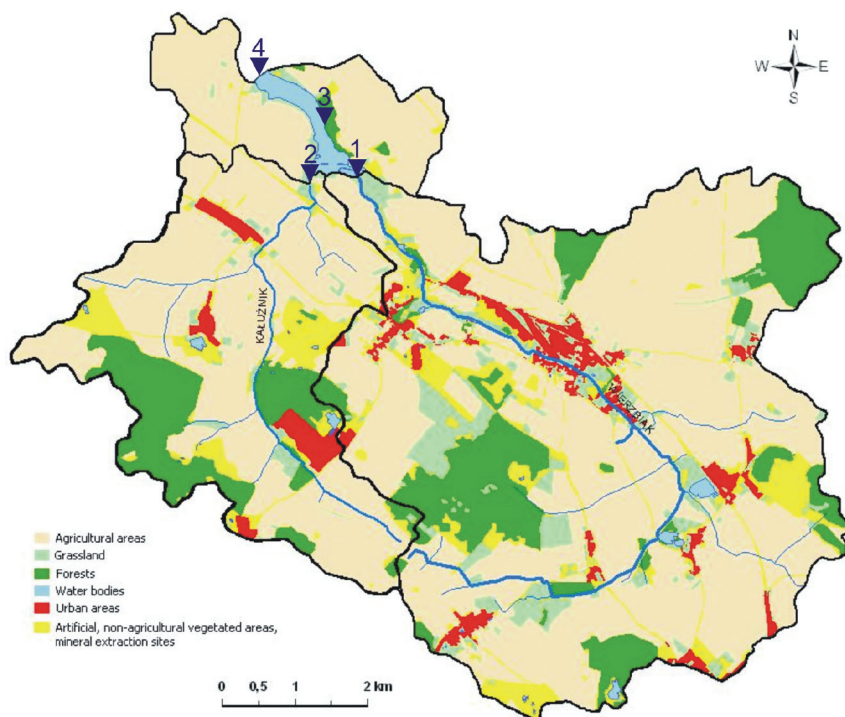 4
N
W E
S
3
2
1
KAŁUŻNIK
WIERZBIAK
Agricultural areas
Grassland
Forests
Water bodies
Urban areas
Artificial, non-agricultural vegetated areas,
mineral extraction sites
0 0,5 1 2 km